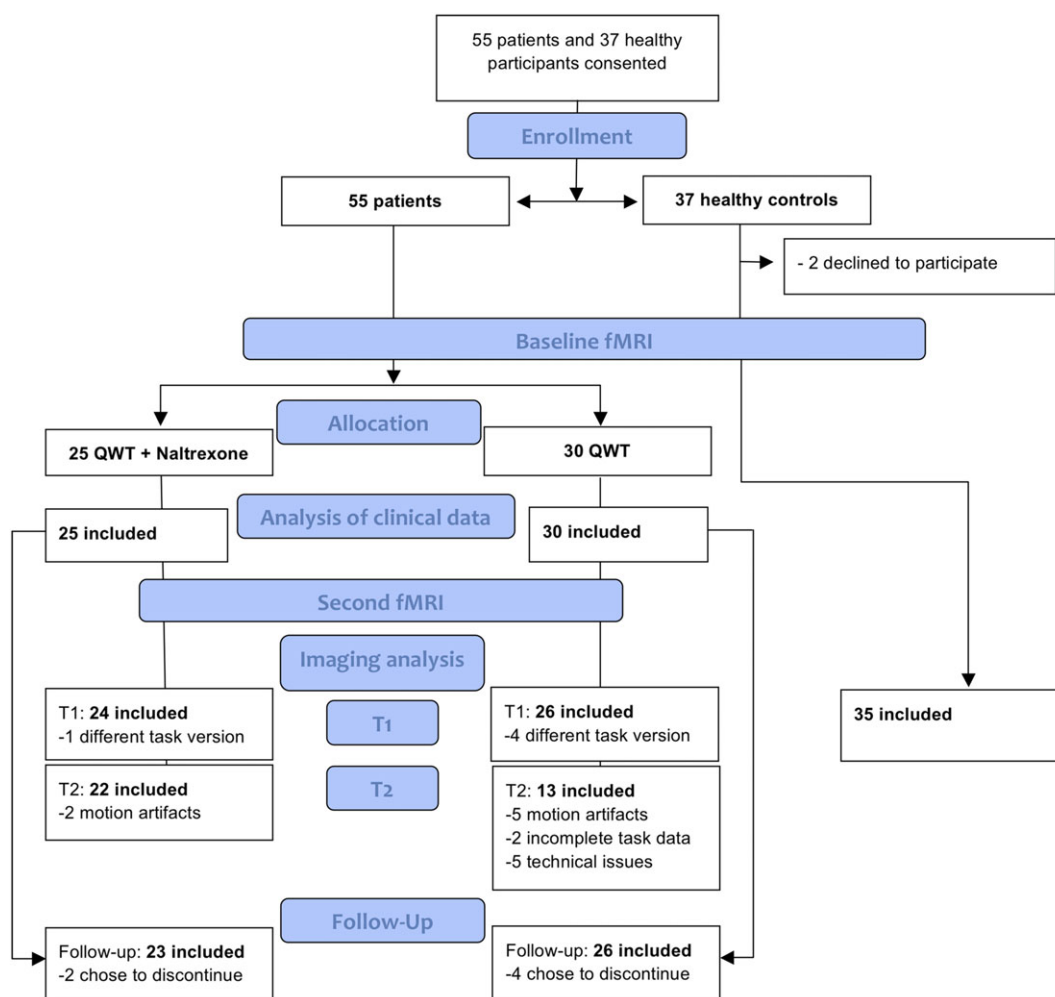 55 patients and 37 healthy
participants consented
Enrollment
55 patients
37 healthy controls
- 2 declined to participate
Baseline fMRI
Allocation
25 QWT + Naltrexone
30 QWT
Analysis of clinical data
25 included
30 included
Second fMRI
Imaging analysis
T1: 24 included
-1 different task version
T1
T1: 26 included
-4 different task version
35 included
T2: 22 included
-2 motion artifacts
T2
T2: 13 included
-5 motion artifacts
-2 incomplete task data
-5 technical issues
Follow-Up
Follow-up: 23 included
-2 chose to discontinue
Follow-up: 26 included
-4 chose to discontinue